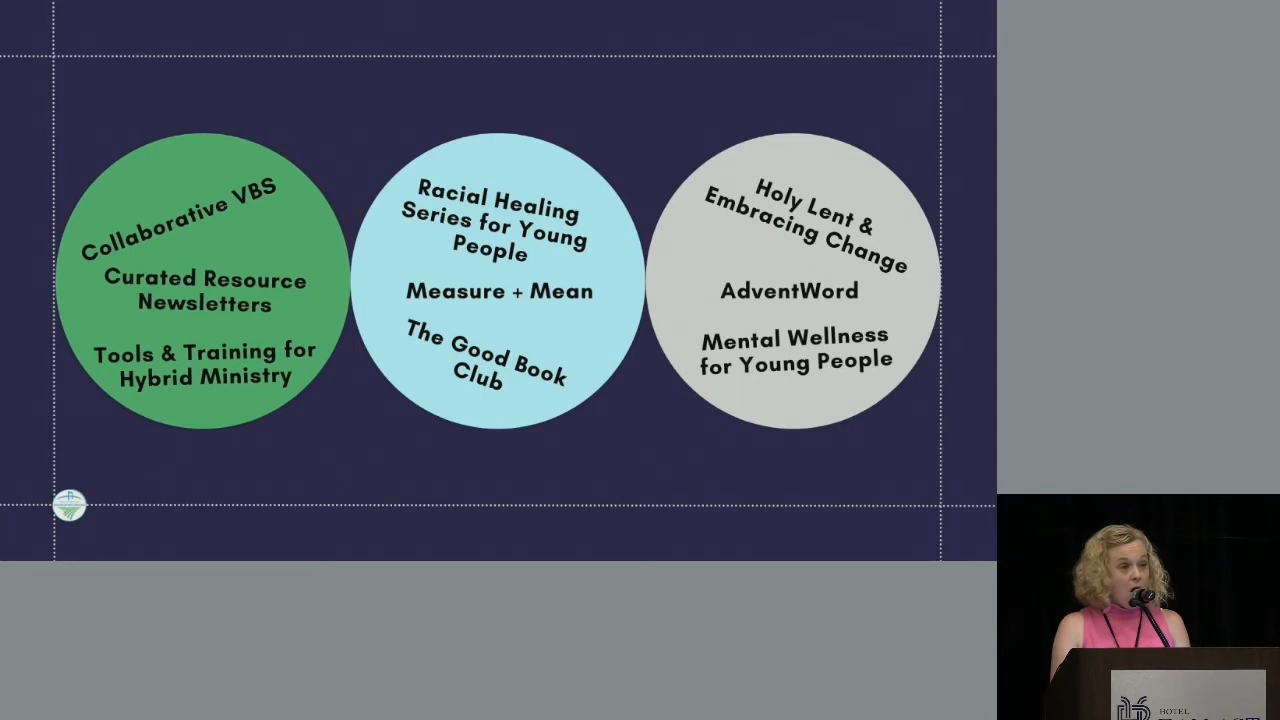 Collaborative VBS
Curated Resource
Newsletters
Tools & Training for
Hybrid Ministry
Racial Healing
Series for Young
People
Measure + Mean
The Good Book
Club
Holy Lent &
Embracing Change
AdventWord
Mental Wellness
for Young People
HOTEL